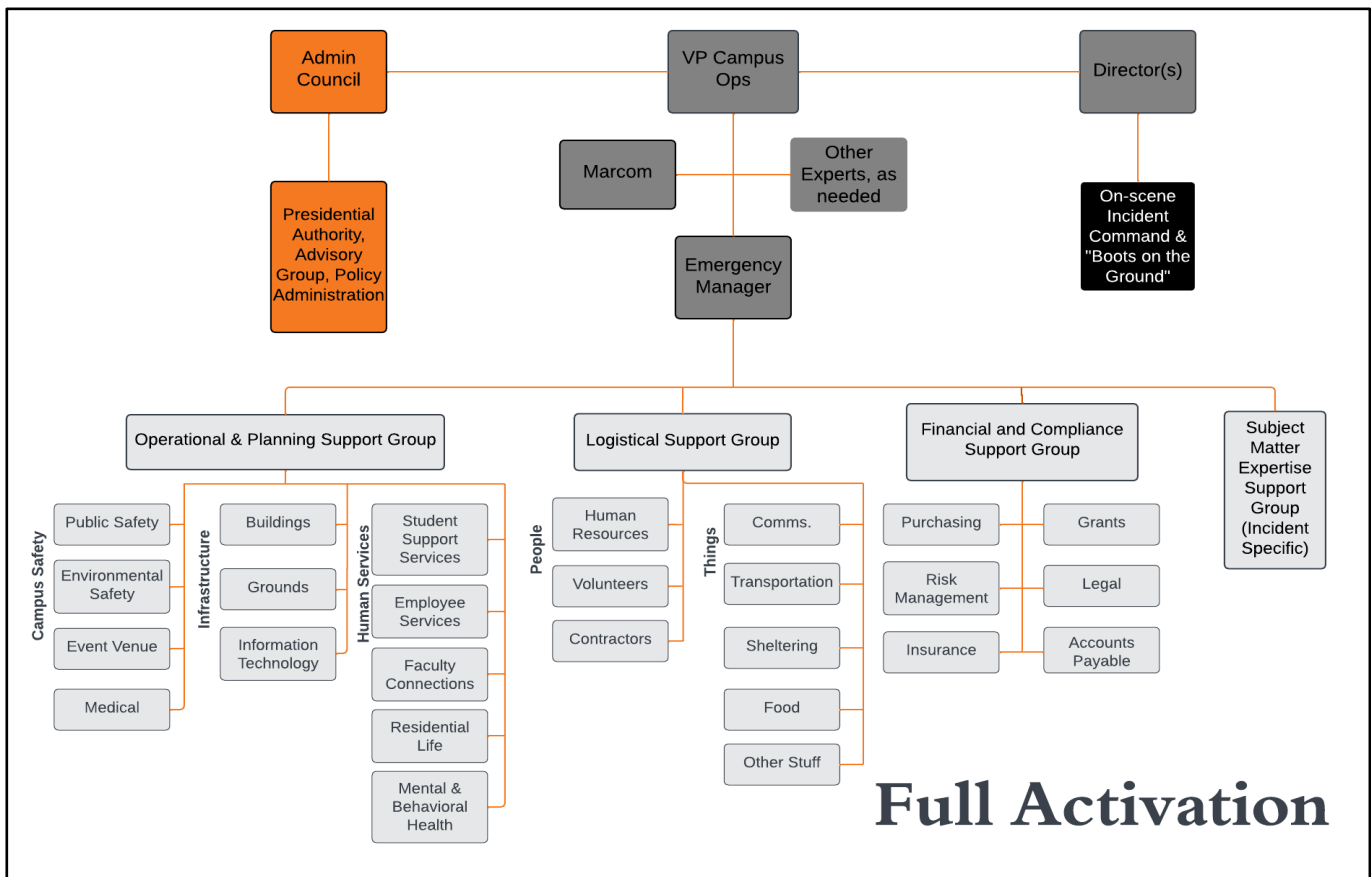 Admin
Council
VP Campus
Ops
Director(s)
Marcom
Other
Experts, as
needed
Presidential
Authority,
Advisory
Group, Policy
Administration
On-scene
Incident
Command &
"Boots on the
Ground"
Emergency
Manager
Operational & Planning Support Group
Logistical Support Group
Financial and Compliance
Support Group
Subject
Matter
Expertise
Support
Group
(Incident
Specific)
Campus Safety
Public Safety
Environmental
Safety
Event Venue
Medical
Infrastructure
Buildings
Grounds
Information
Technology
Human Services
Student
Support
Services
Employee
Services
Faculty
Connections
Residential
Life
Mental &
Behavioral
Health
People
Human
Resources
Volunteers
Contractors
Things
Comms.
Transportation
Sheltering
Food
Other Stuff
Purchasing
Grants
Risk
Management
Legal
Insurance
Accounts
Payable
Full Activation